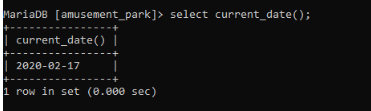 MariaDB [amusement_park]> select current_date();
+----------------+
| current_date() |
+----------------+
| 2020-02-17     |
+----------------+
1 row in set (0.000 sec)